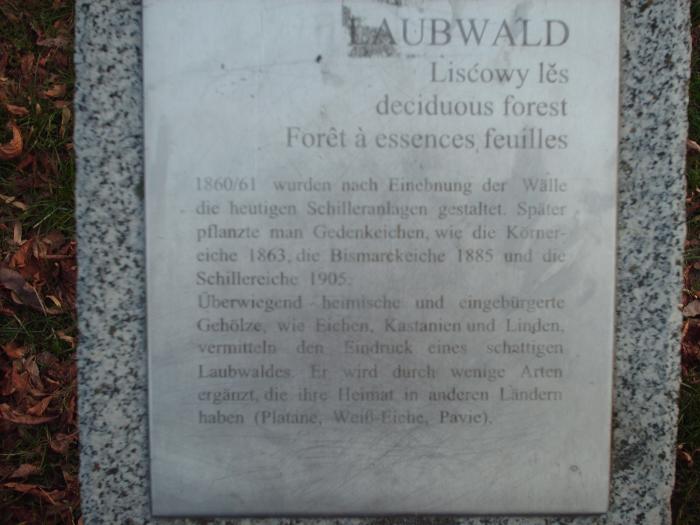 LAUBWALD
Lisćowy lěs
deciduous forest
Forêt à essences feuilles
1860/61 wurden nach Einebnung der Wälle
die heutigen Schilleranlagen gestaltet. Später
pflanzte man Gedenkeichen, wie die Körner-
eiche 1863, die Bismarckeiche 1885 und die
Schillereiche 1905.
Überwiegend heimische und eingebürgerte
Gehölze, wie Eichen, Kastanien und Linden,
vermitteln den Eindruck eines schattigen
Laubwaldes. Er wird durch wenige Arten
ergänzt, die ihre Heimat in anderen Ländern
haben (Platane, Weiß-Eiche, Pavie).